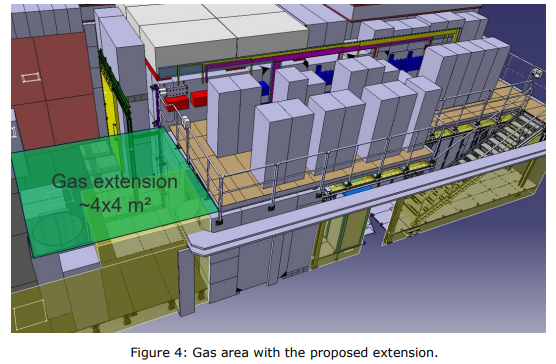 Gas extension
~4x4 m²
Figure 4: Gas area with the proposed extension.